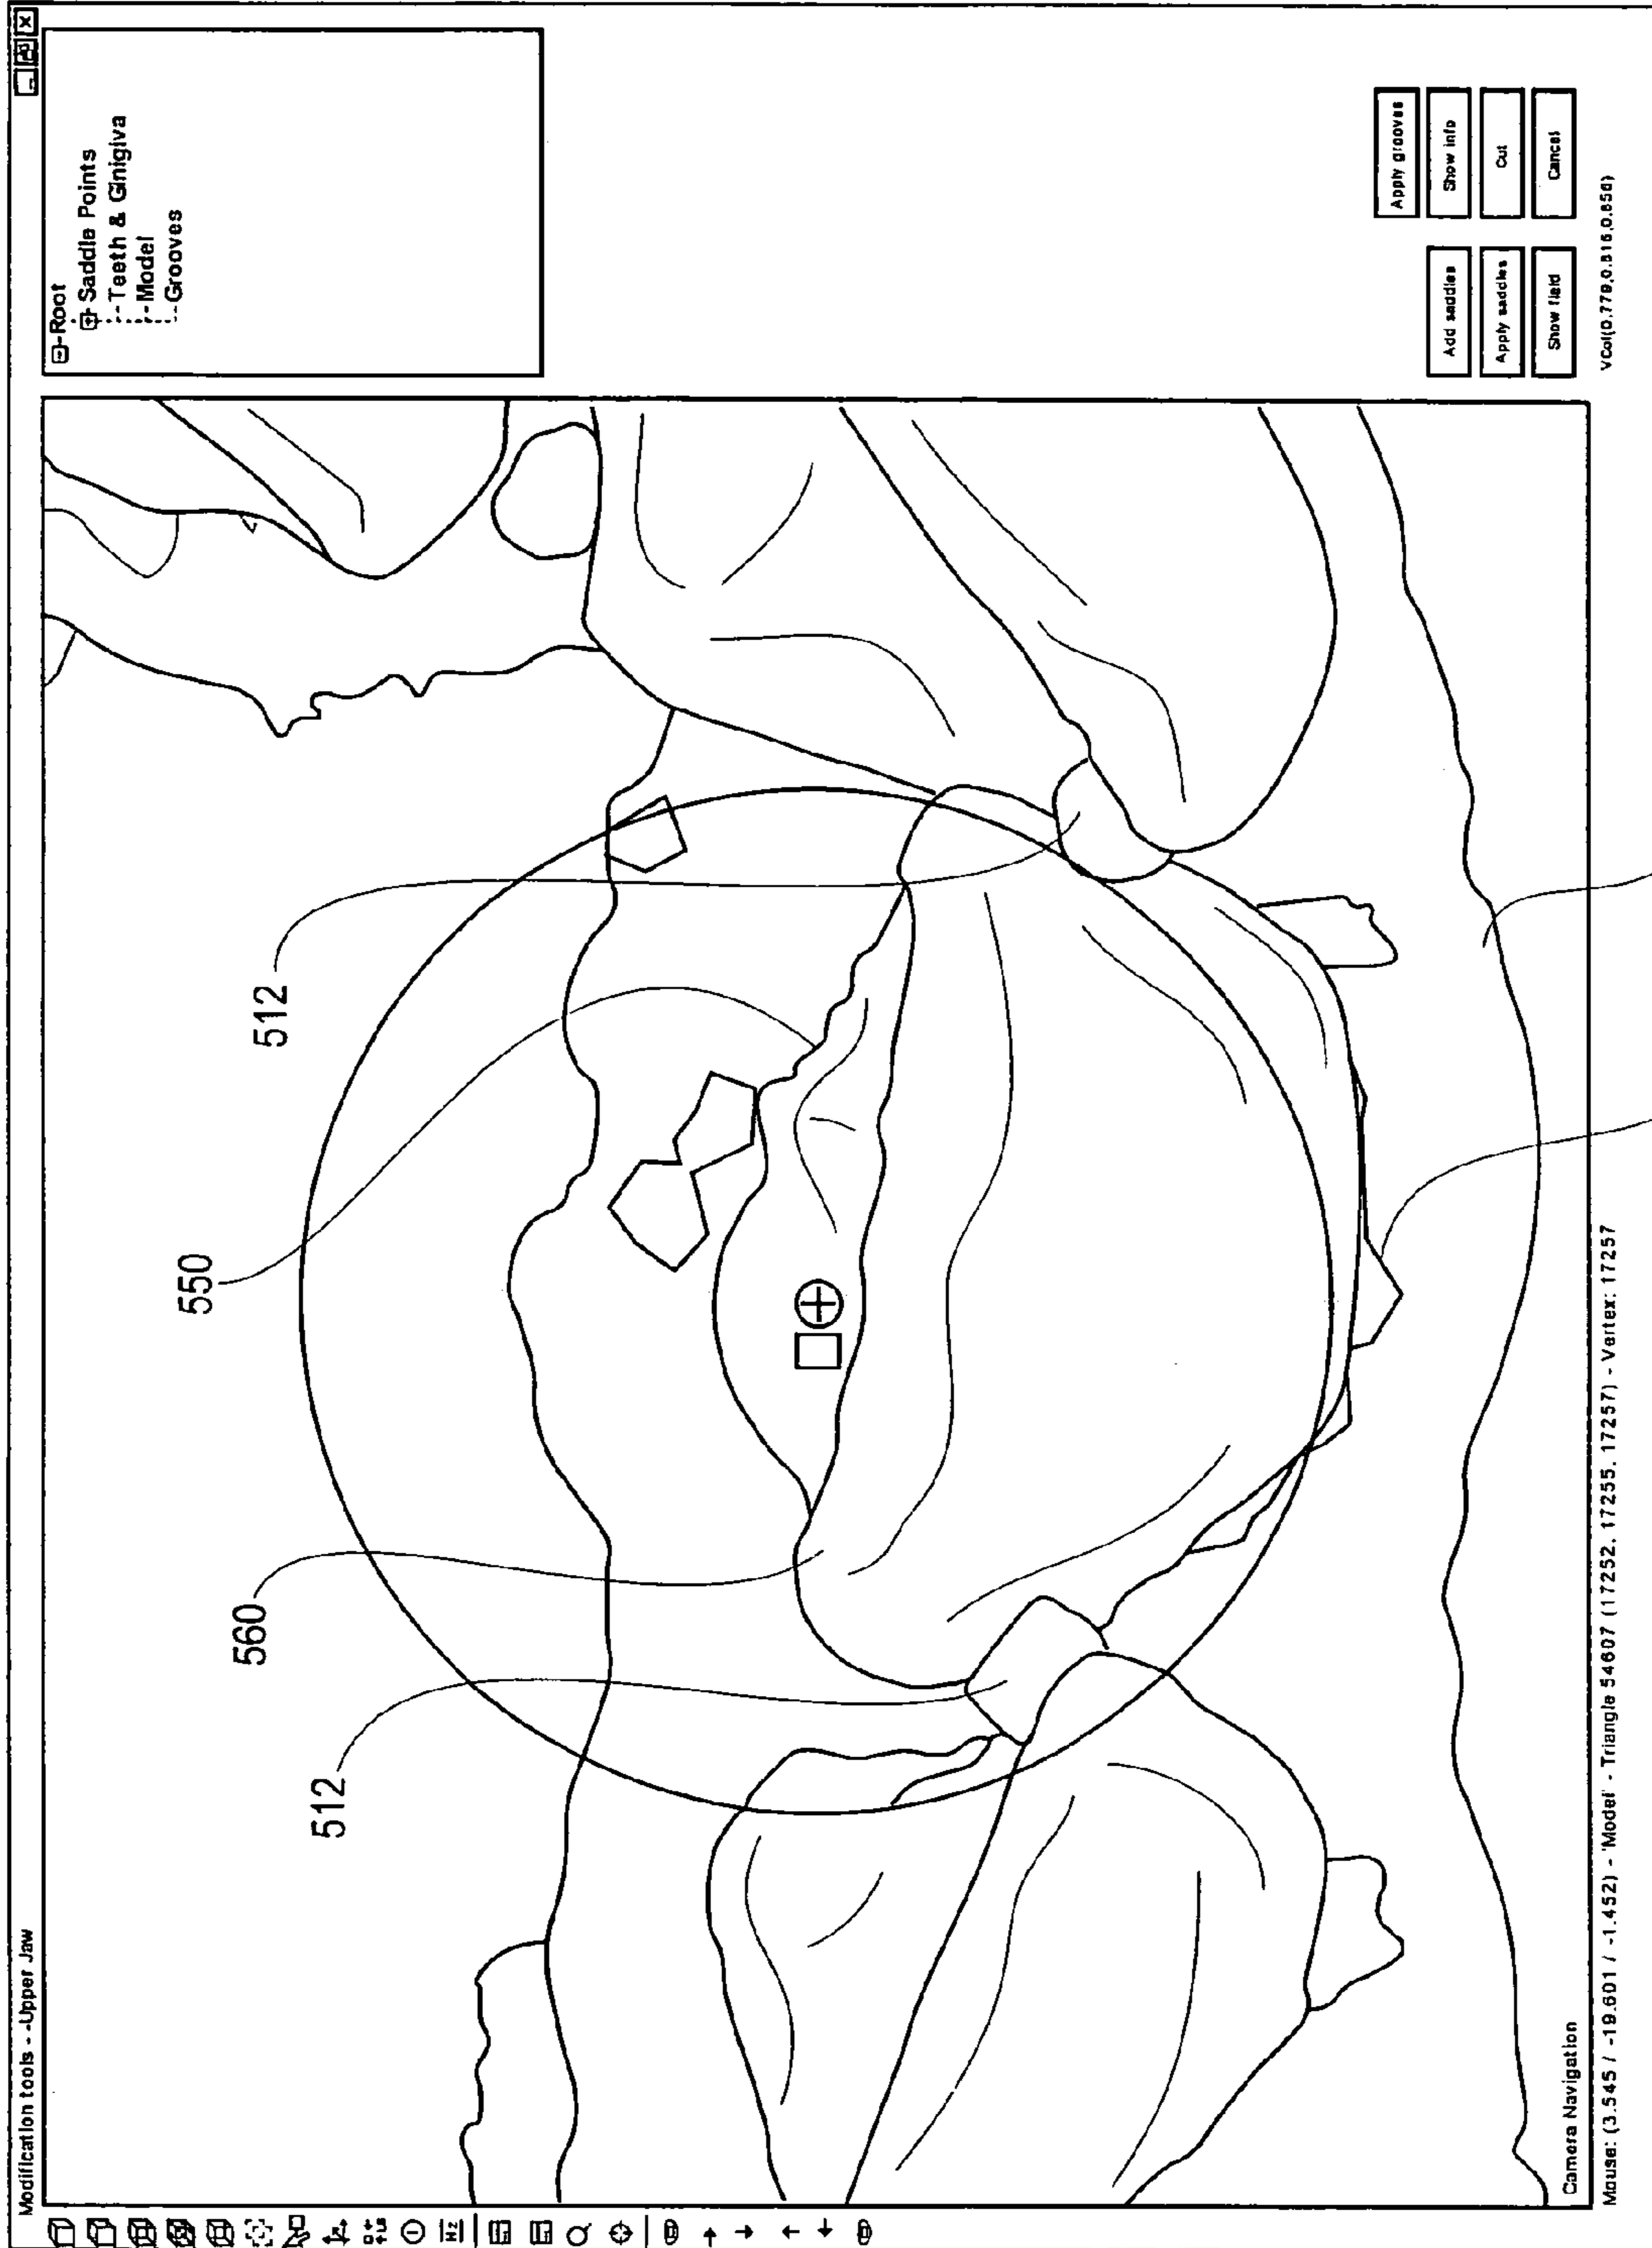 Modification tools - -Upper Jaw
Root
Saddle Points
Teeth & Ginigiva
Model
Grooves
512
550
560
512
Apply grooves
Add saddles
Show info
Apply saddles
Cut
Show field
Cancel
Camera Navigation
Mouse: (3.545 / -19.601 / -1.452) - 'Model' - Triangle 54607 (17252, 17255, 17257) - Vertex: 17257
VCol(0.779,0.816,0.856)
Hz